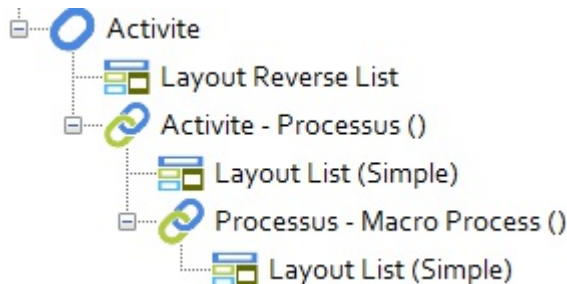 Activite
Layout Reverse List
Activite - Processus ()
Layout List (Simple)
Processus - Macro Process ()
Layout List (Simple)